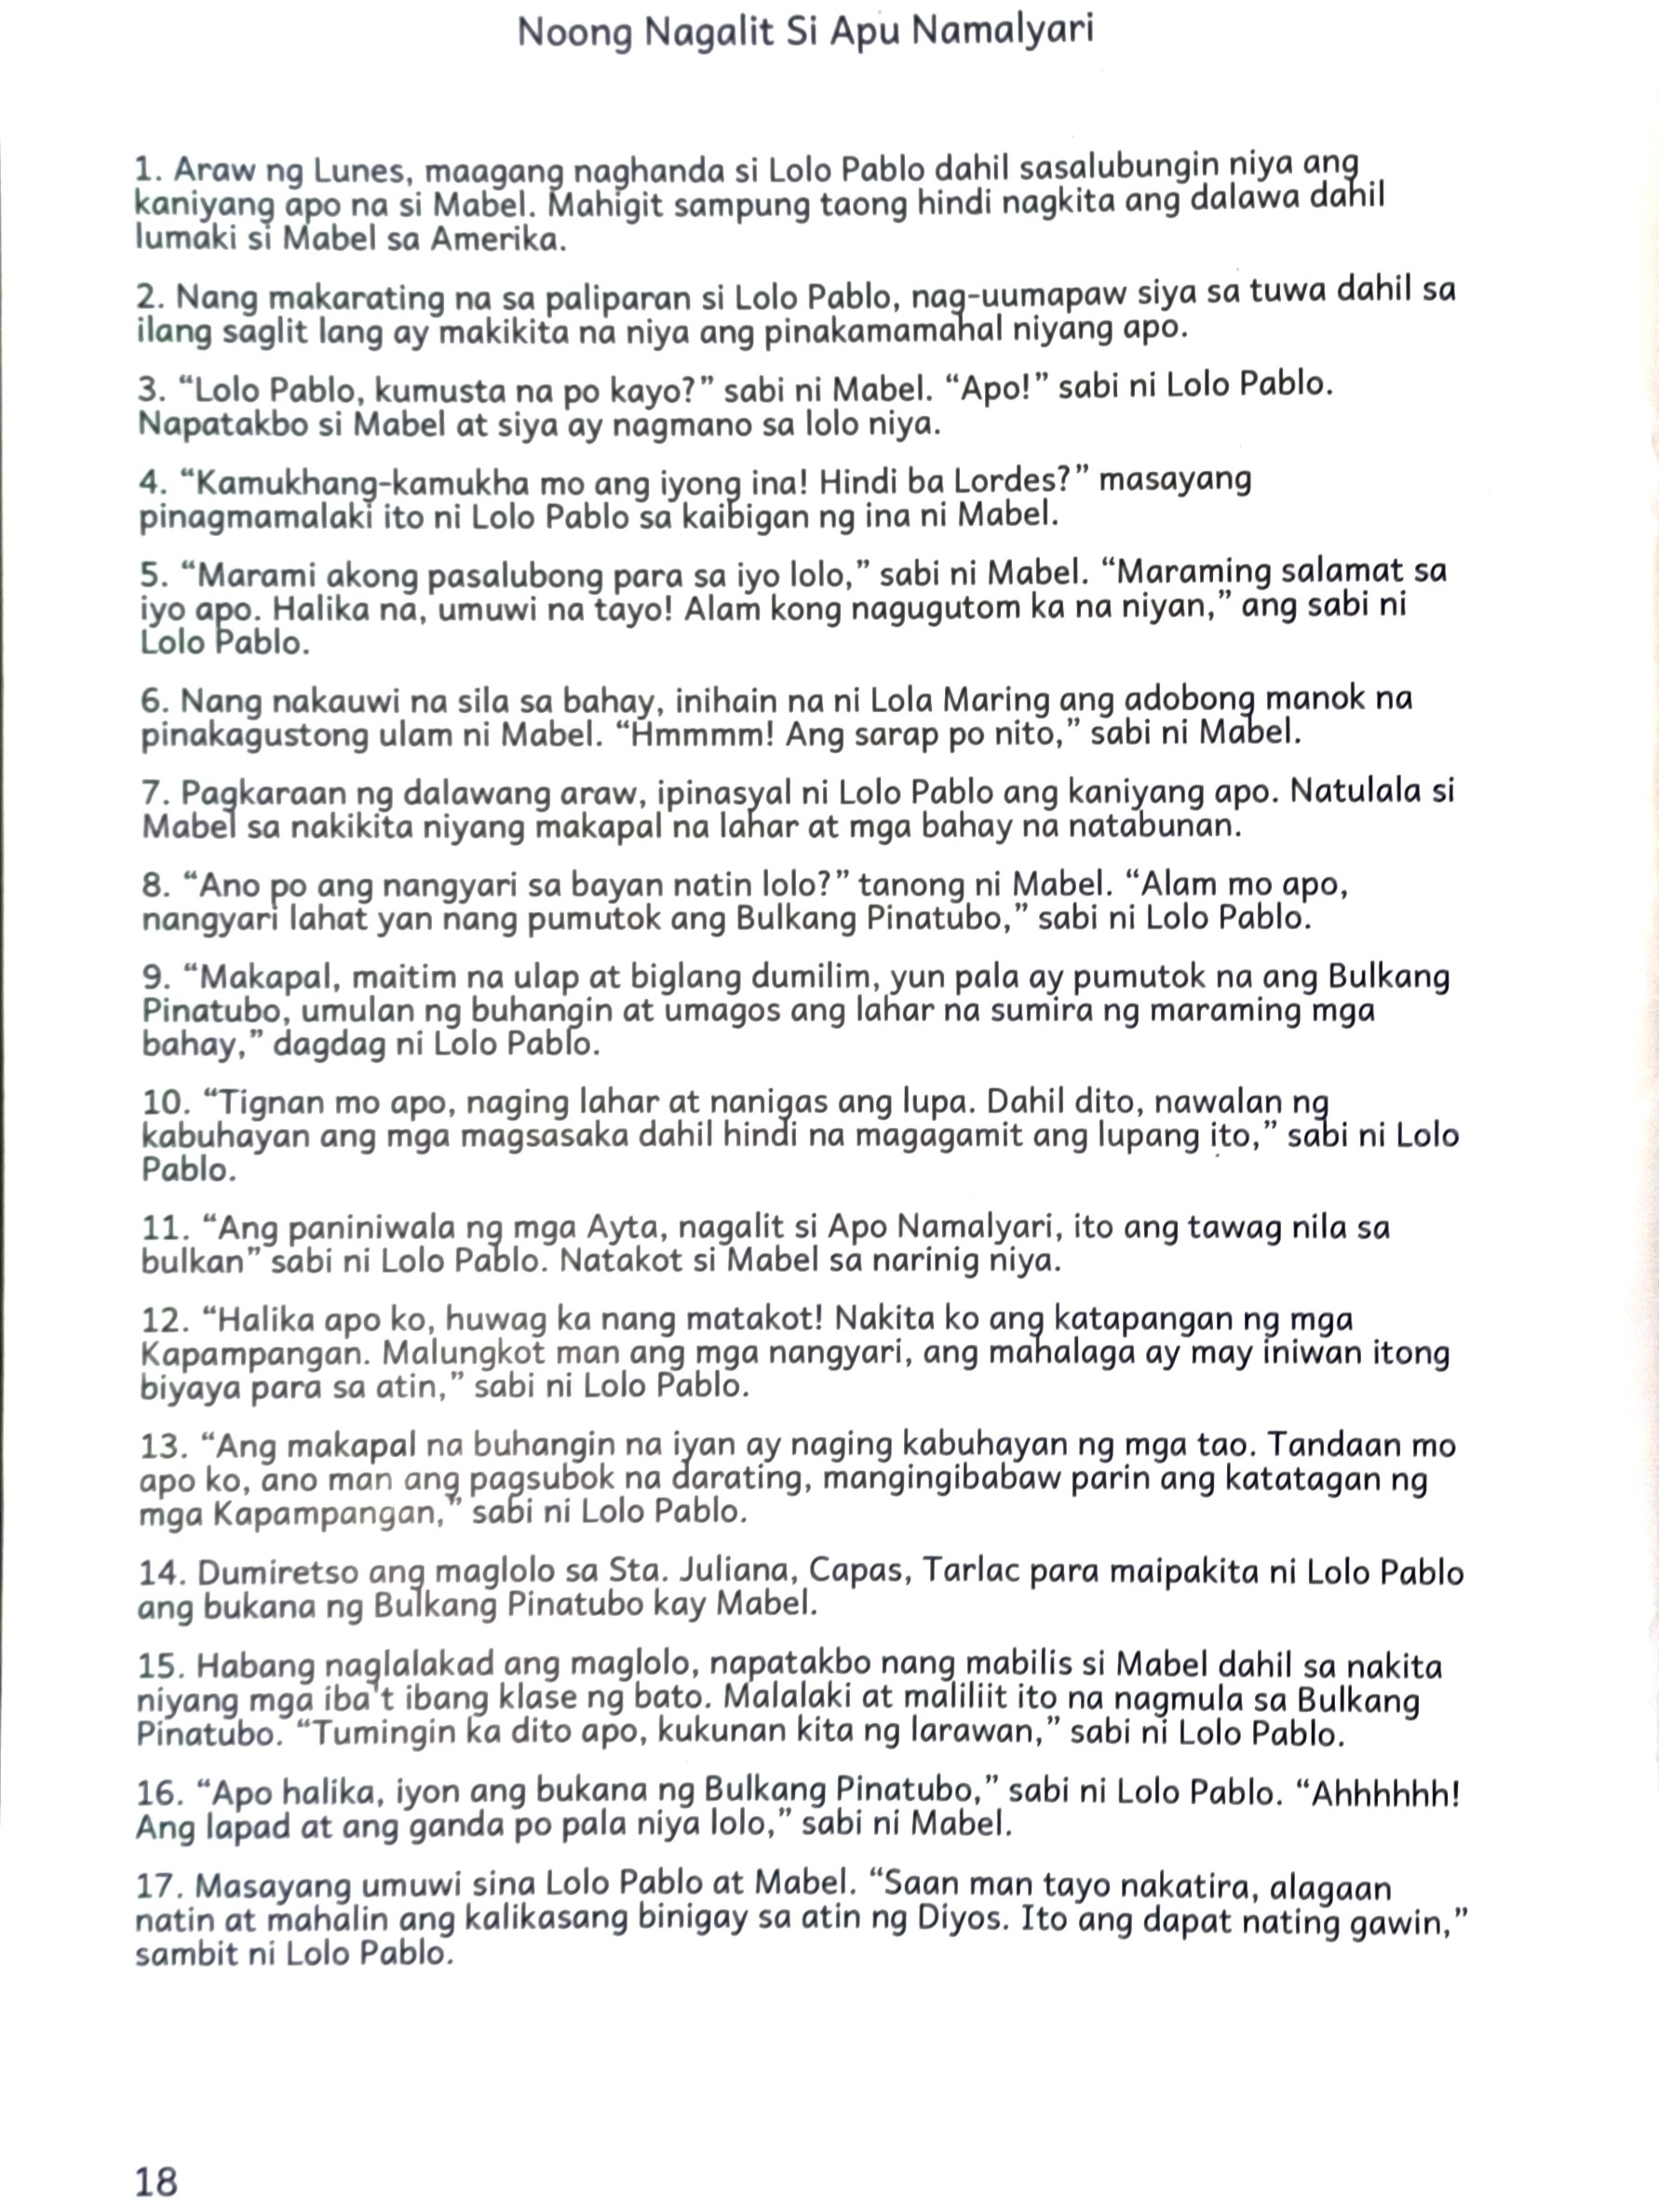 Noong Nagalit Si Apu Namalyari
1. Araw ng Lunes, maagang naghanda si Lolo Pablo dahil sasalubungin niya ang
kaniyang apo na si Mabel. Mahigit sampung taong hindi nagkita ang dalawa dahil
lumaki si Mabel sa Amerika.
2. Nang makarating na sa paliparan si Lolo Pablo, nag-uumapaw siya sa tuwa dahil sa
ilang saglit lang ay makikita na niya ang pinakamamahal niyang apo.
3. “Lolo Pablo, kumusta na po kayo?” sabi ni Mabel. “Apo!” sabi ni Lolo Pablo.
Napatakbo si Mabel at siya ay nagmano sa lolo niya.
4. “Kamukhang-kamukha mo ang iyong ina! Hindi ba Lordes?” masayang
pinagmamalaki ito ni Lolo Pablo sa kaibigan ng ina ni Mabel.
5. “Marami akong pasalubong para sa iyo lolo,” sabi ni Mabel. “Maraming salamat sa
iyo apo. Halika na, umuwi na tayo! Alam kong nagugutom ka na niyan,” ang sabi ni
Lolo Pablo.
6. Nang nakauwi na sila sa bahay, inihain na ni Lola Maring ang adobong manok na
pinakagustong ulam ni Mabel. “Hmmmm! Ang sarap po nito,” sabi ni Mabel.
7. Pagkaraan ng dalawang araw, ipinasyal ni Lolo Pablo ang kaniyang apo. Natulala si
Mabel sa nakikita niyang makapal na lahar at mga bahay na natabunan.
8. “Ano po ang nangyari sa bayan natin lolo?” tanong ni Mabel. “Alam mo apo,
nangyari lahat yan nang pumutok ang Bulkang Pinatubo,” sabi ni Lolo Pablo.
9. “Makapal, maitim na ulap at biglang dumilim, yun pala ay pumutok na ang Bulkang
Pinatubo, umulan ng buhangin at umagos ang lahar na sumira ng maraming mga
bahay,” dagdag ni Lolo Pablo.
10. “Tignan mo apo, naging lahar at nanigas ang lupa. Dahil dito, nawalan ng
kabuhayan ang mga magsasaka dahil hindi na magagamit ang lupang ito,” sabi ni Lolo
Pablo.
11. “Ang paniniwala ng mga Ayta, nagalit si Apo Namalyari, ito ang tawag nila sa
bulkan” sabi ni Lolo Pablo. Natakot si Mabel sa narinig niya.
12. “Halika apo ko, huwag ka nang matakot! Nakita ko ang katapangan ng mga
Kapampangan. Malungkot man ang mga nangyari, ang mahalaga ay may iniwan itong
biyaya para sa atin,” sabi ni Lolo Pablo.
13. “Ang makapal na buhangin na iyan ay naging kabuhayan ng mga tao. Tandaan mo
apo ko, ano man ang pagsubok na darating, mangingibabaw parin ang katatagan ng
mga Kapampangan,” sabi ni Lolo Pablo.
14. Dumiretso ang maglolo sa Sta. Juliana, Capas, Tarlac para maipakita ni Lolo Pablo
ang bukana ng Bulkang Pinatubo kay Mabel.
15. Habang naglalakad ang maglolo, napatakbo nang mabilis si Mabel dahil sa nakita
niyang mga iba't ibang klase ng bato. Malalaki at maliliit ito na nagmula sa Bulkang
Pinatubo. “Tumingin ka dito apo, kukunan kita ng larawan,” sabi ni Lolo Pablo.
16. “Apo halika, iyon ang bukana ng Bulkang Pinatubo,” sabi ni Lolo Pablo. “Ahhhhhh!
Ang lapad at ang ganda po pala niya lolo,” sabi ni Mabel.
17. Masayang umuwi sina Lolo Pablo at Mabel. “Saan man tayo nakatira, alagaan
natin at mahalin ang kalikasang binigay sa atin ng Diyos. Ito ang dapat nating gawin,”
sambit ni Lolo Pablo.
18